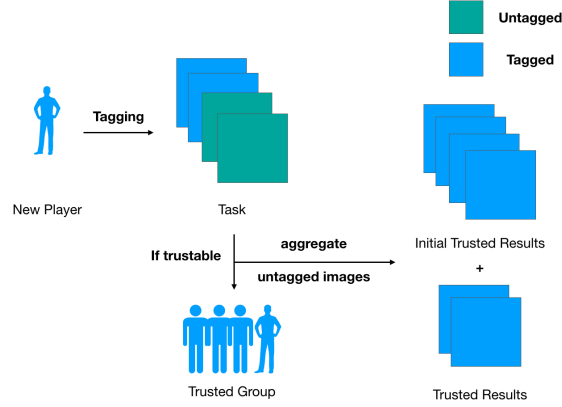 Untagged
Tagged
Tagging
New Player
Task
If trustable
aggregate
untagged images
Initial Trusted Results
+
Trusted Group
Trusted Results